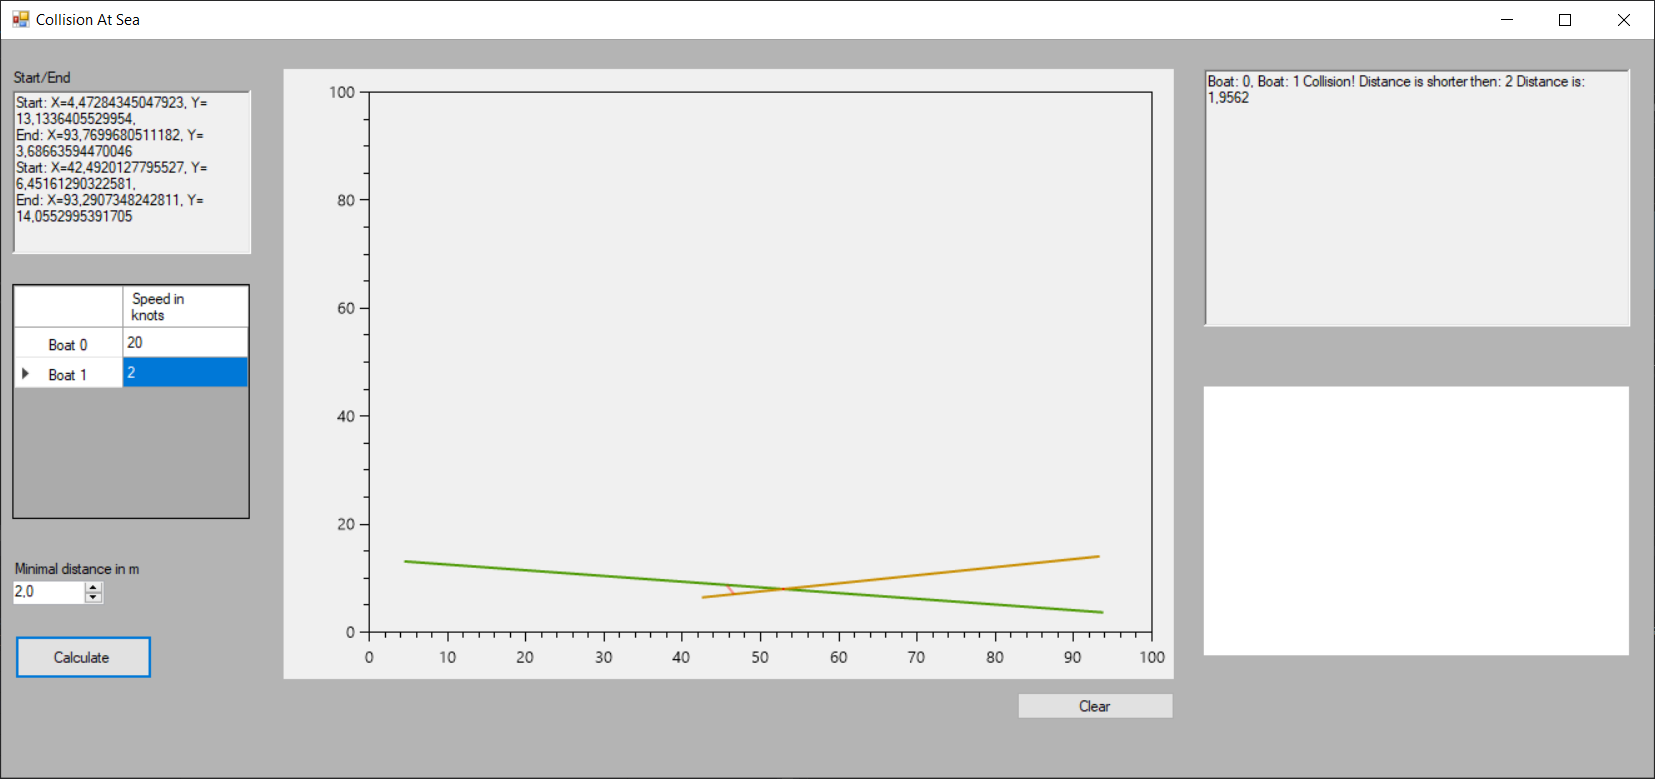 Collision At Sea
Start/End
Start: X=4,47284345047923, Y=
13,1336405529954,
End: X=93,7699680511182, Y=
3,68663594470046
Start: X=42,4920127795527, Y=
6,45161290322581,
End: X=93,2907348242811, Y=
14,0552995391705
Speed in
knots
Boat 0
20
Boat 1
2
Minimal distance in m
2,0
Calculate
100
80
60
40
20
0
0
10
20
30
40
50
60
70
80
90
100
Clear
Boat: 0, Boat: 1 Collision! Distance is shorter then: 2 Distance is:
1,9562